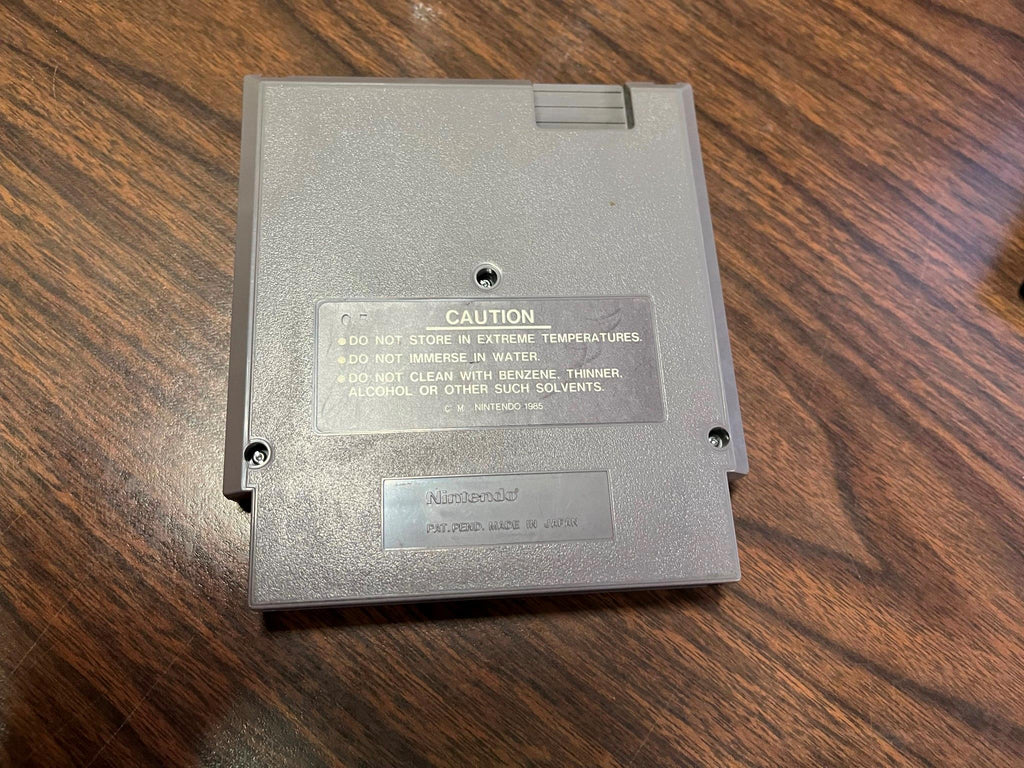 CAUTION
●DO NOT STORE IN EXTREME TEMPERATURES.
●DO NOT IMMERSE IN WATER.
●DO NOT CLEAN WITH BENZENE, THINNER,
ALCOHOL OR OTHER SUCH SOLVENTS.
C M NINTENDO 1985
Nintendo®
PAT. PEND. MADE IN JAPAN